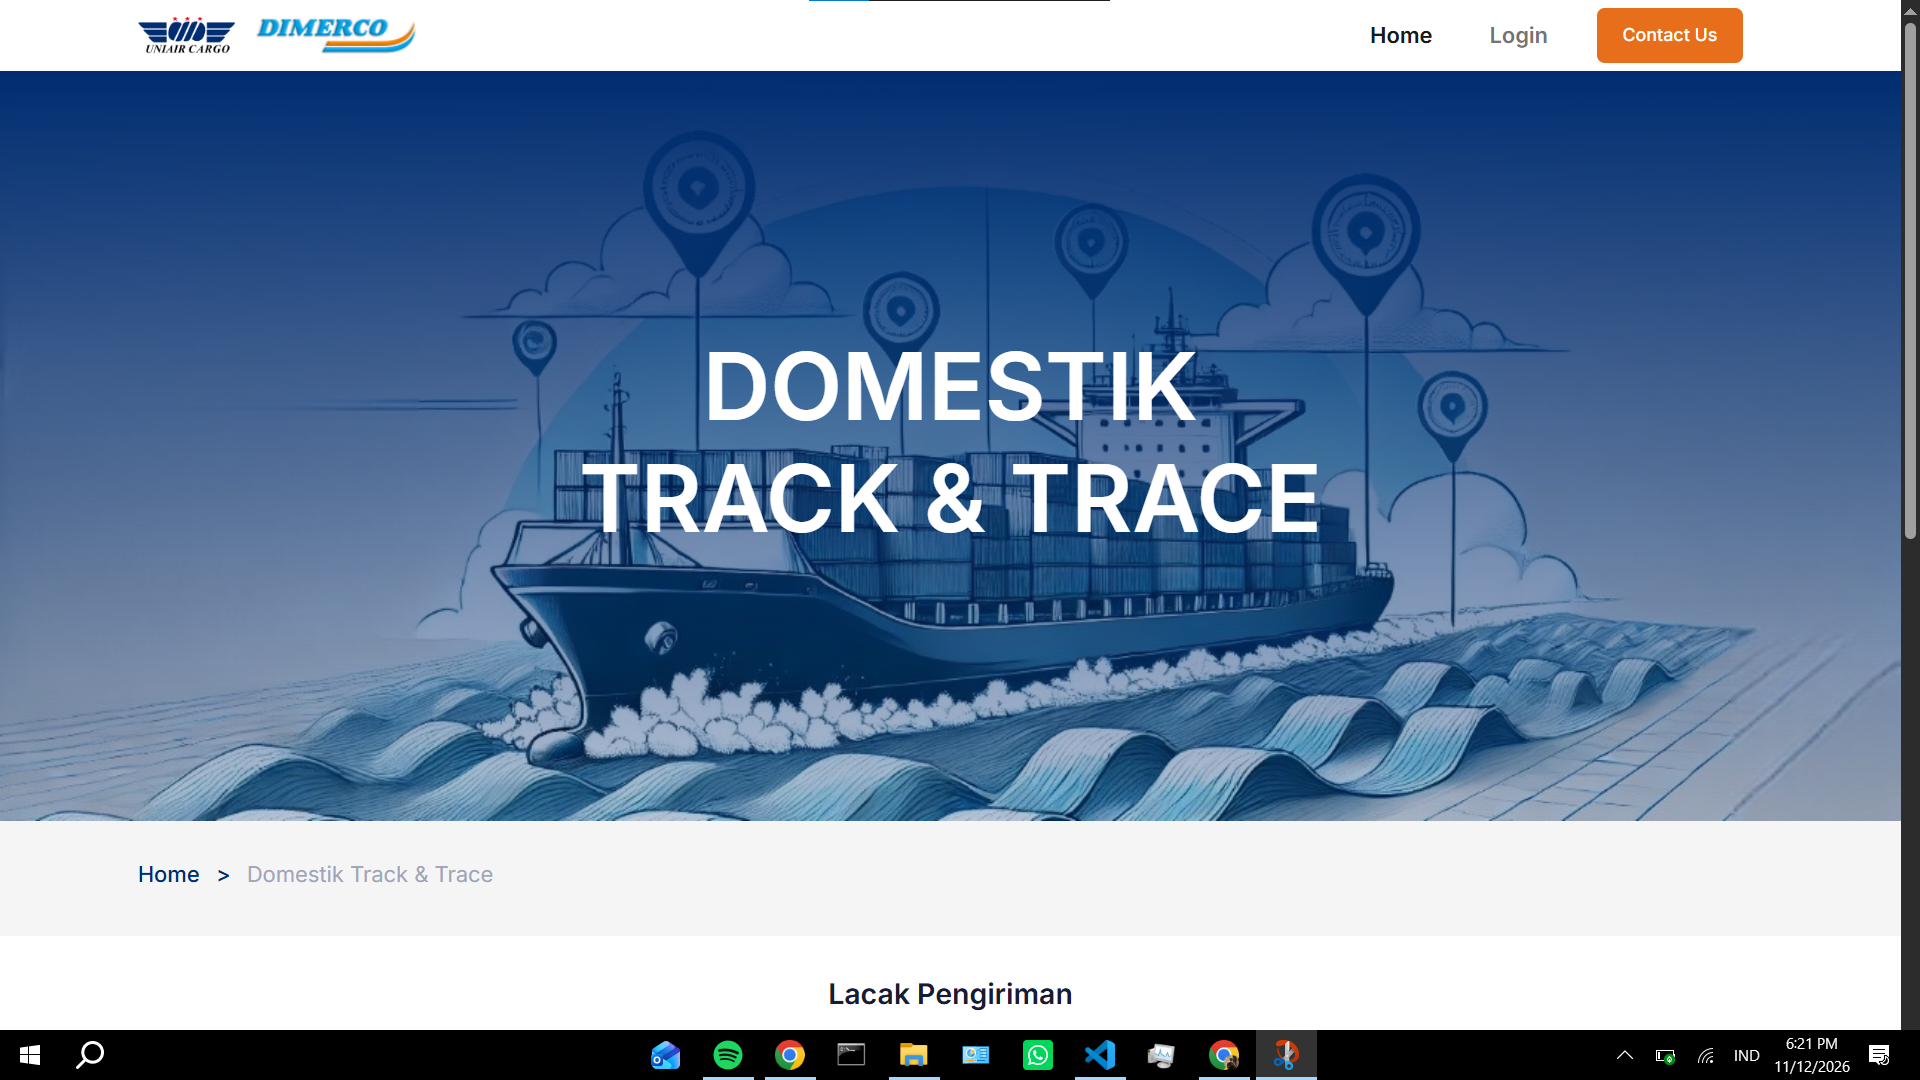 UNIAIR CARGO
DIMERCO
Home
Login
Contact Us
DOMESTIK
TRACK & TRACE
Home > Domestik Track & Trace
Lacak Pengiriman
IND
6:21 PM
11/12/2026